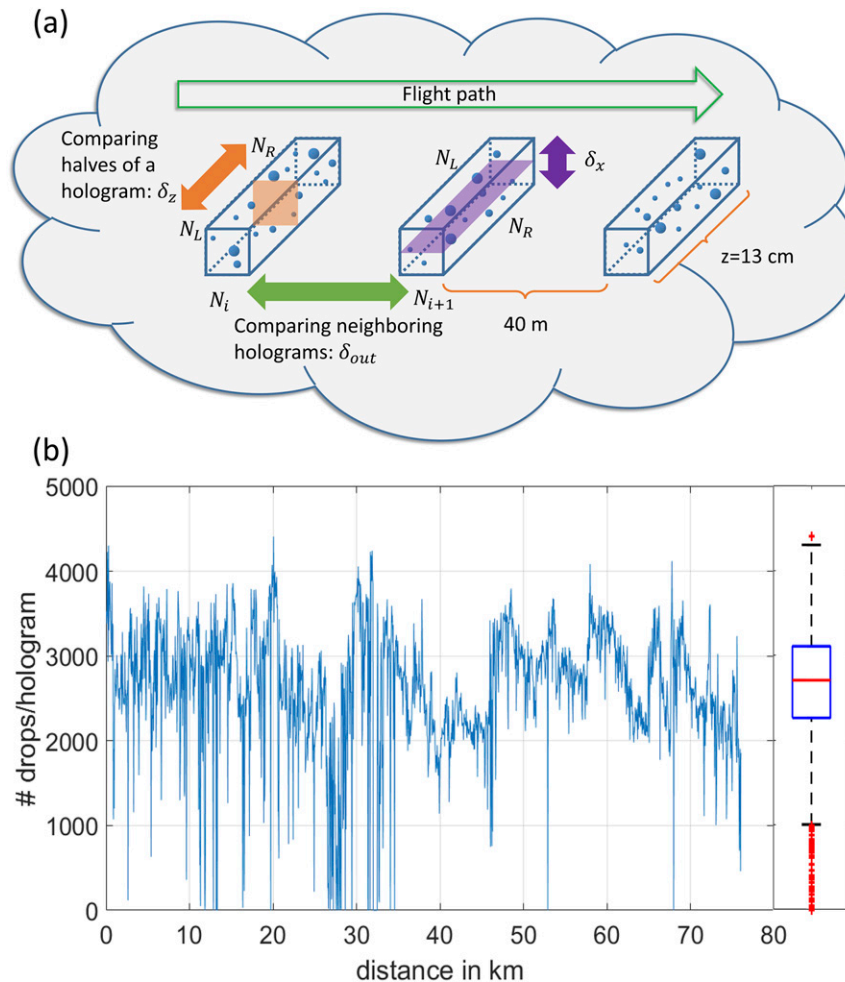 (a)
Flight path
Comparing
halves of a
hologram: δ_z
N_R
N_L
N_L
δ_x
N_R
z=13 cm
N_i
N_{i+1}
40 m
Comparing neighboring
holograms: δ_{out}
(b)
# drops/hologram
5000
4000
3000
2000
1000
0
0 10 20 30 40 50 60 70 80
distance in km